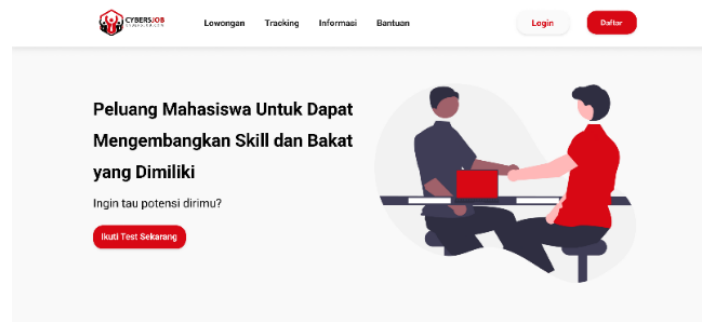 CYBERSJOB
Lowongan Tracking Informasi Bantuan Login Daftar
Peluang Mahasiswa Untuk Dapat
Mengembangkan Skill dan Bakat
yang Dimiliki
Ingin tau potensi dirimu?
Ikuti Test Sekarang